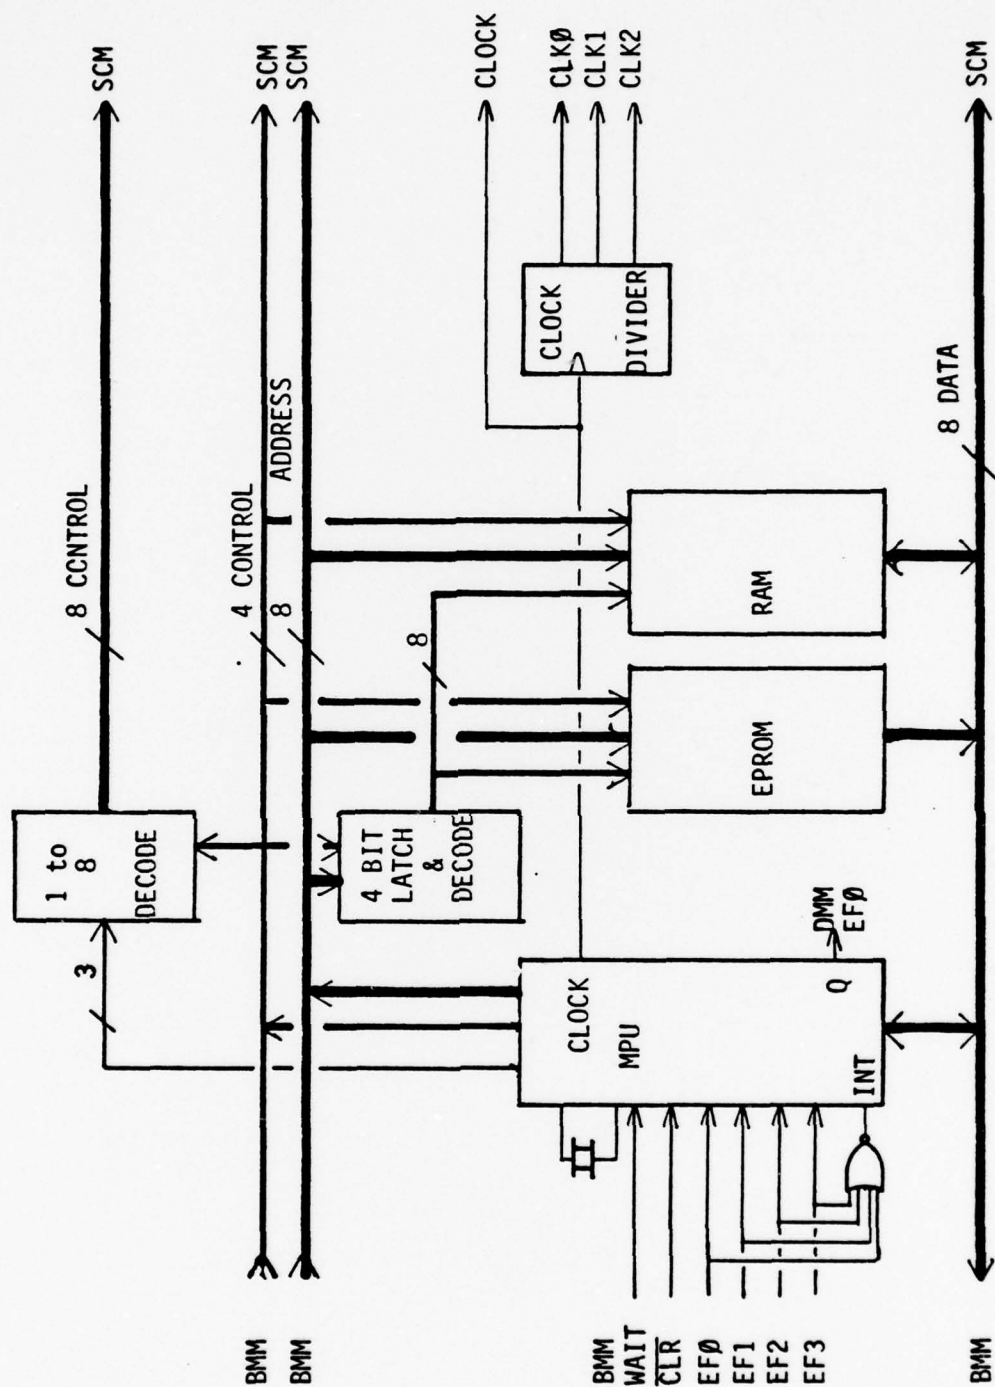 SCM
8 CONTROL
1 to
8
DECODE
3
SCM
SCM
4 CONTROL
8 ADDRESS
BMM
BMM
CLOCK
CLKØ
CLK1
CLK2
CLOCK
DIVIDER
8
4 BIT
LATCH
&
DECODE
RAM
EPROM
CLOCK
MPU
Q
INT
DMM
EFØ
BMM
WAIT
CLR
EFØ
EF1
EF2
EF3
8 DATA
SCM
BMM